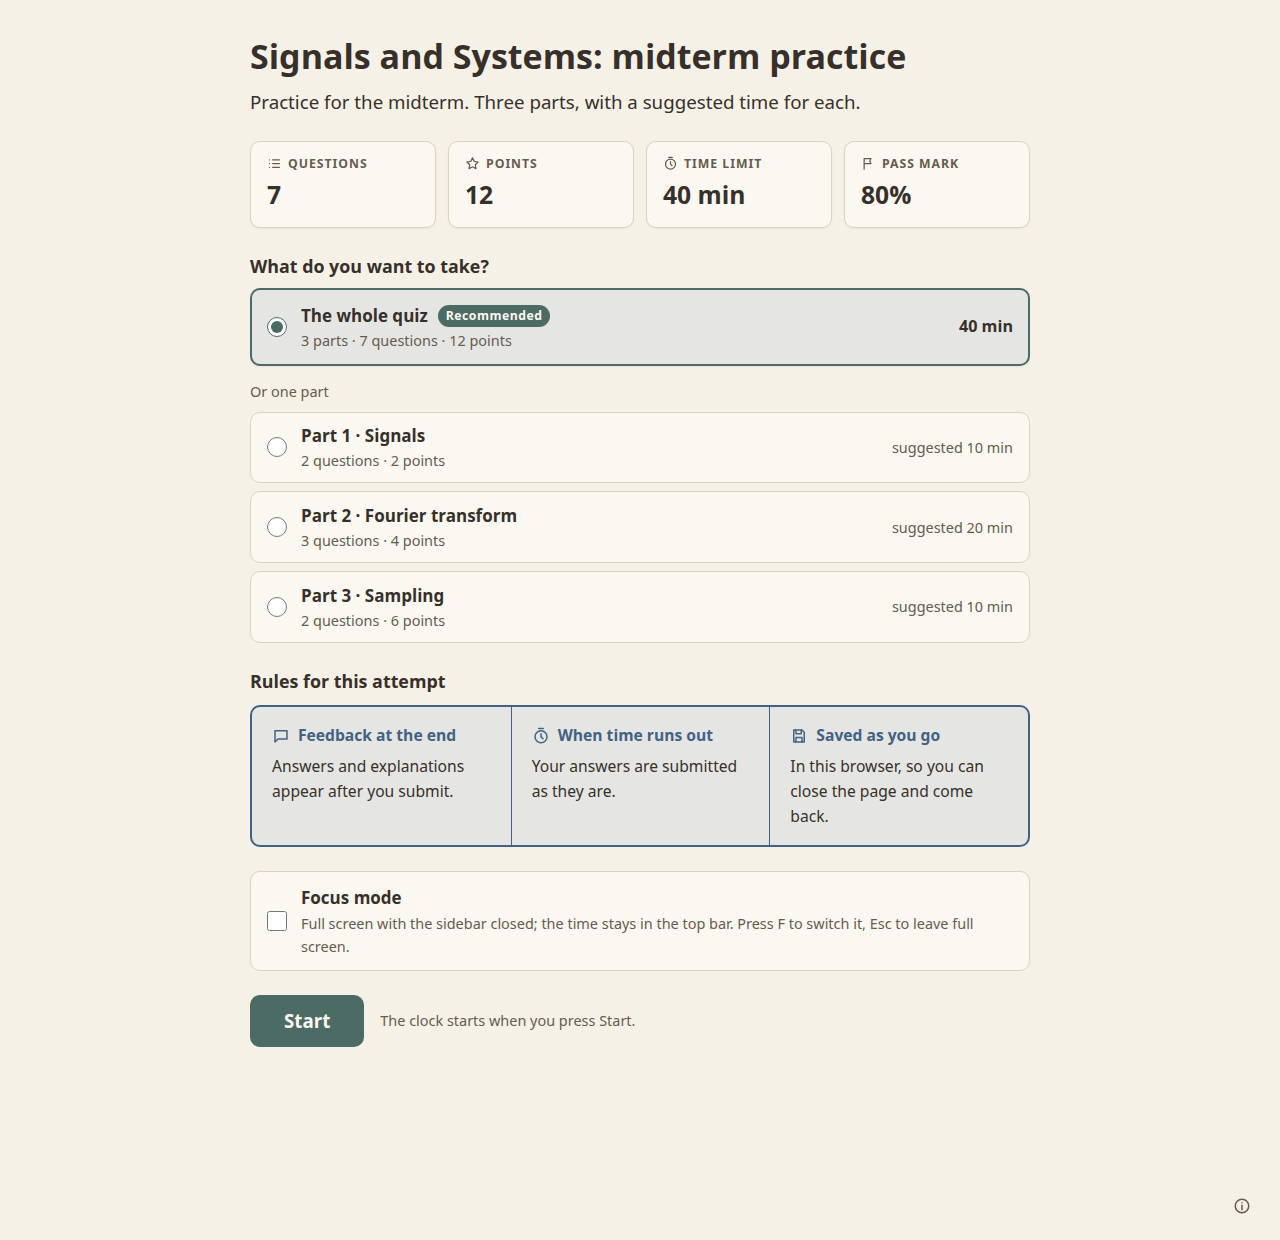 Signals and Systems: midterm practice
Practice for the midterm. Three parts, with a suggested time for each.
QUESTIONS
7
POINTS
12
TIME LIMIT
40 min
PASS MARK
80%
What do you want to take?
The whole quiz Recommended
3 parts · 7 questions · 12 points
40 min
Or one part
Part 1 · Signals
2 questions · 2 points
suggested 10 min
Part 2 · Fourier transform
3 questions · 4 points
suggested 20 min
Part 3 · Sampling
2 questions · 6 points
suggested 10 min
Rules for this attempt
Feedback at the end
Answers and explanations
appear after you submit.
When time runs out
Your answers are submitted
as they are.
Saved as you go
In this browser, so you can
close the page and come
back.
Focus mode
Full screen with the sidebar closed; the time stays in the top bar. Press F to switch it, Esc to leave full
screen.
Start
The clock starts when you press Start.